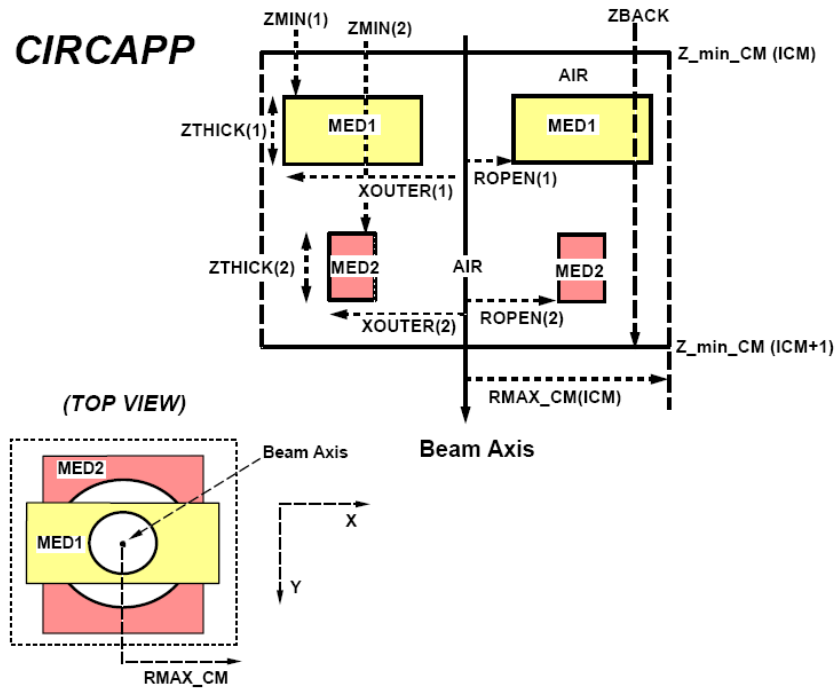 CIRCAPP
ZMIN(1)
ZMIN(2)
ZBACK
Z_min_CM (ICM)
AIR
ZTHICK(1)
MED1
MED1
XOUTER(1)
ROPEN(1)
ZTHICK(2)
MED2
AIR
MED2
XOUTER(2)
ROPEN(2)
Z_min_CM (ICM+1)
RMAX_CM(ICM)
Beam Axis
(TOP VIEW)
MED2
Beam Axis
MED1
X
Y
RMAX_CM